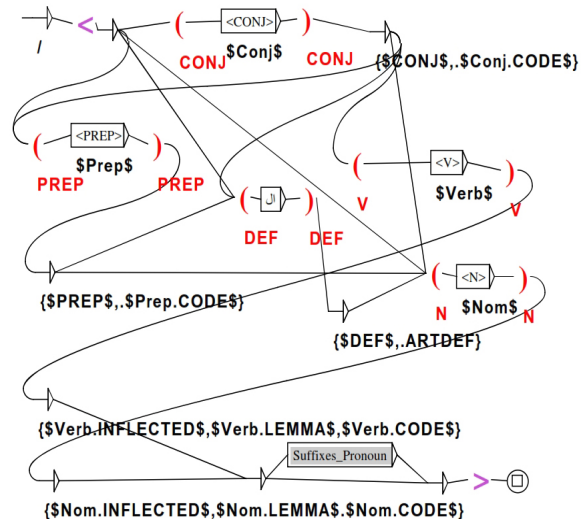 / < ( <CONJ> )
CONJ $Conj$ CONJ {$CONJ$,.$Conj.CODE$}
( <PREP> )
PREP $Prep$ PREP
( <V> )
V $Verb$ V
( ال )
DEF DEF
( <N> )
N $Nom$ N
{$PREP$,.$Prep.CODE$}
{$DEF$,.ARTDEF}
{$Verb.INFLECTED$,$Verb.LEMMA$,$Verb.CODE$}
Suffixes_Pronoun
>
{$Nom.INFLECTED$,$Nom.LEMMA$.$Nom.CODE$}